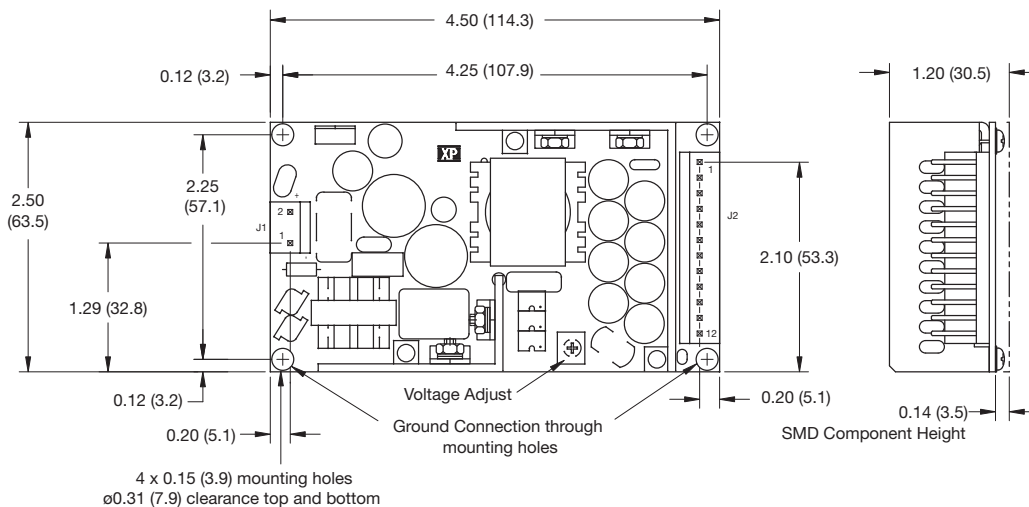 4.50 (114.3)
0.12 (3.2)
4.25 (107.9)
1.20 (30.5)
XP
1
2.50
(63.5)
2.25
(57.1)
2
+
J1
1
-
J2
2.10 (53.3)
1.29 (32.8)
12
0.12 (3.2)
Voltage Adjust
0.20 (5.1)
0.14 (3.5)
0.20 (5.1)
Ground Connection through
mounting holes
SMD Component Height
4 x 0.15 (3.9) mounting holes
ø0.31 (7.9) clearance top and bottom